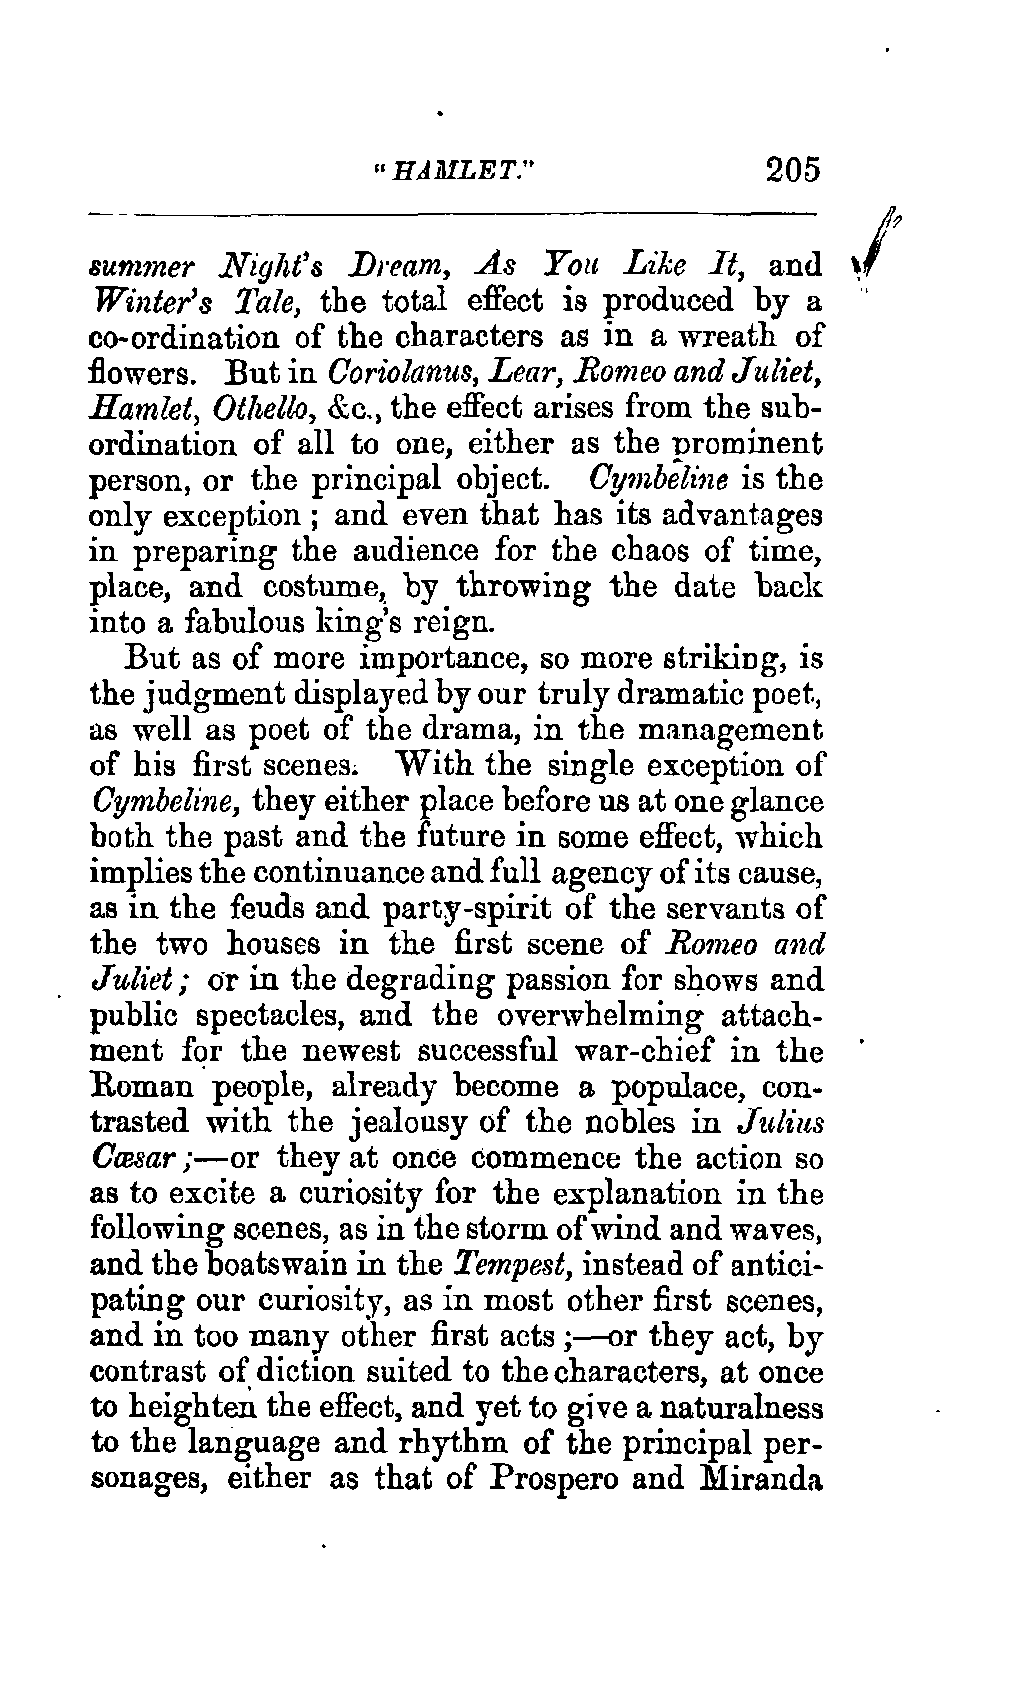 "HAMLET." 205
summer Night's Dream, As You Like It, and
Winter's Tale, the total effect is produced by a
co-ordination of the characters as in a wreath of
flowers. But in Coriolanus, Lear, Romeo and Juliet,
Hamlet, Othello, &c., the effect arises from the sub-
ordination of all to one, either as the prominent
person, or the principal object. Cymbeline is the
only exception; and even that has its advantages
in preparing the audience for the chaos of time,
place, and costume, by throwing the date back
into a fabulous king's reign.
But as of more importance, so more striking, is
the judgment displayed by our truly dramatic poet,
as well as poet of the drama, in the management
of his first scenes. With the single exception of
Cymbeline, they either place before us at one glance
both the past and the future in some effect, which
implies the continuance and full agency of its cause,
as in the feuds and party-spirit of the servants of
the two houses in the first scene of Romeo and
Juliet; or in the degrading passion for shows and
public spectacles, and the overwhelming attach-
ment for the newest successful war-chief in the
Roman people, already become a populace, con-
trasted with the jealousy of the nobles in Julius
Cæsar;—or they at once commence the action so
as to excite a curiosity for the explanation in the
following scenes, as in the storm of wind and waves,
and the boatswain in the Tempest, instead of antici-
pating our curiosity, as in most other first scenes,
and in too many other first acts;—or they act, by
contrast of diction suited to the characters, at once
to heighten the effect, and yet to give a naturalness
to the language and rhythm of the principal per-
sonages, either as that of Prospero and Miranda